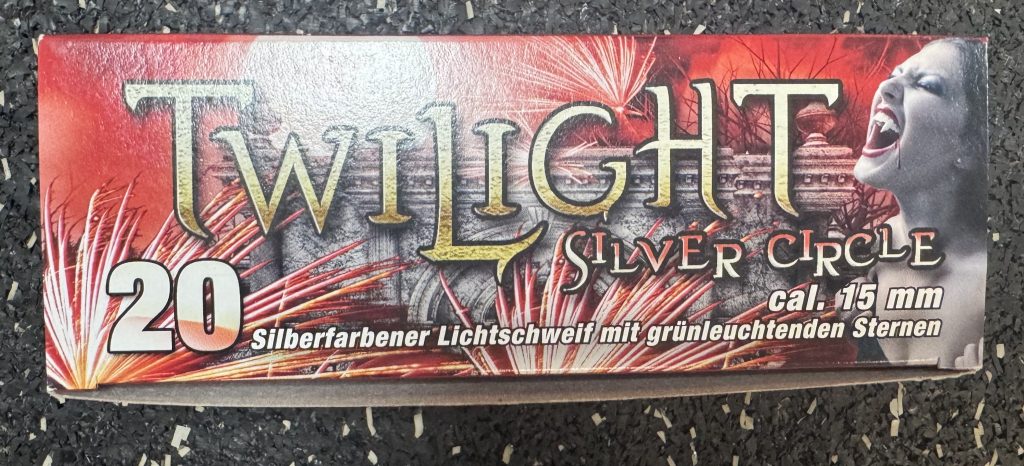 TWILIGHT
SILVER CIRCLE
20
cal. 15 mm
Silberfarbener Lichtschweif mit grünleuchtenden Sternen